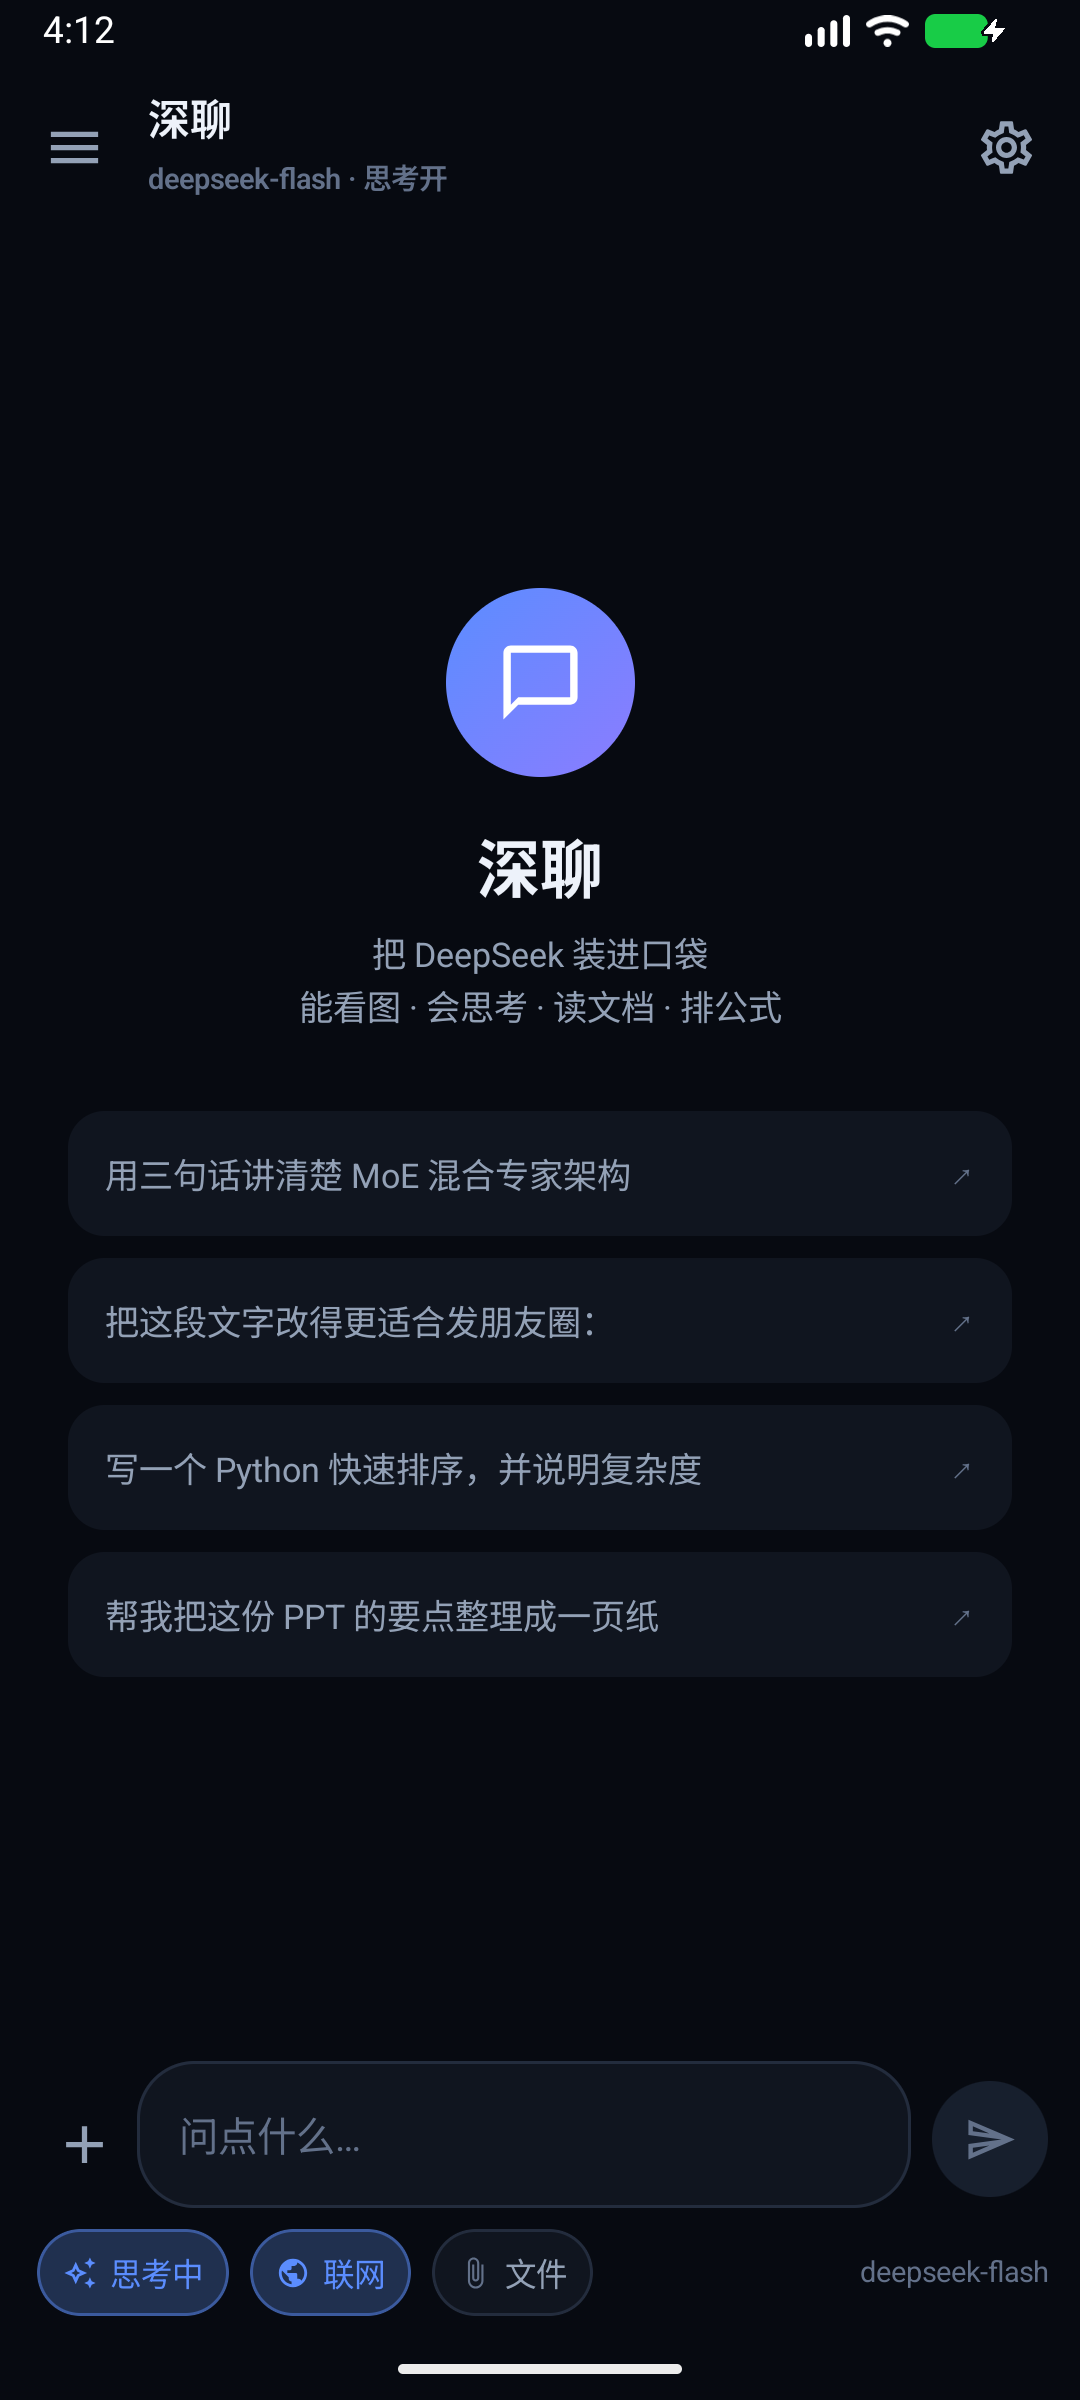 4:12
深聊
deepseek-flash · 思考开
深聊
把 DeepSeek 装进口袋
能看图 · 会思考 · 读文档 · 排公式
用三句话讲清楚 MoE 混合专家架构 ↗
把这段文字改得更适合发朋友圈： ↗
写一个 Python 快速排序，并说明复杂度 ↗
帮我把这份 PPT 的要点整理成一页纸 ↗
问点什么…
思考中 联网 文件 deepseek-flash